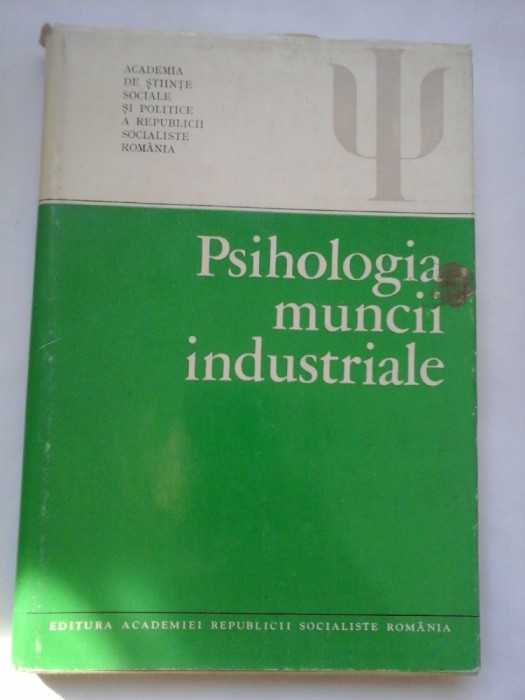 ACADEMIA
DE ŞTIINŢE
SOCIALE
ŞI POLITICE
A REPUBLICII
SOCIALISTE
ROMÂNIA
Psihologia
muncii
industriale
EDITURA ACADEMIEI REPUBLICII SOCIALISTE ROMÂNIA